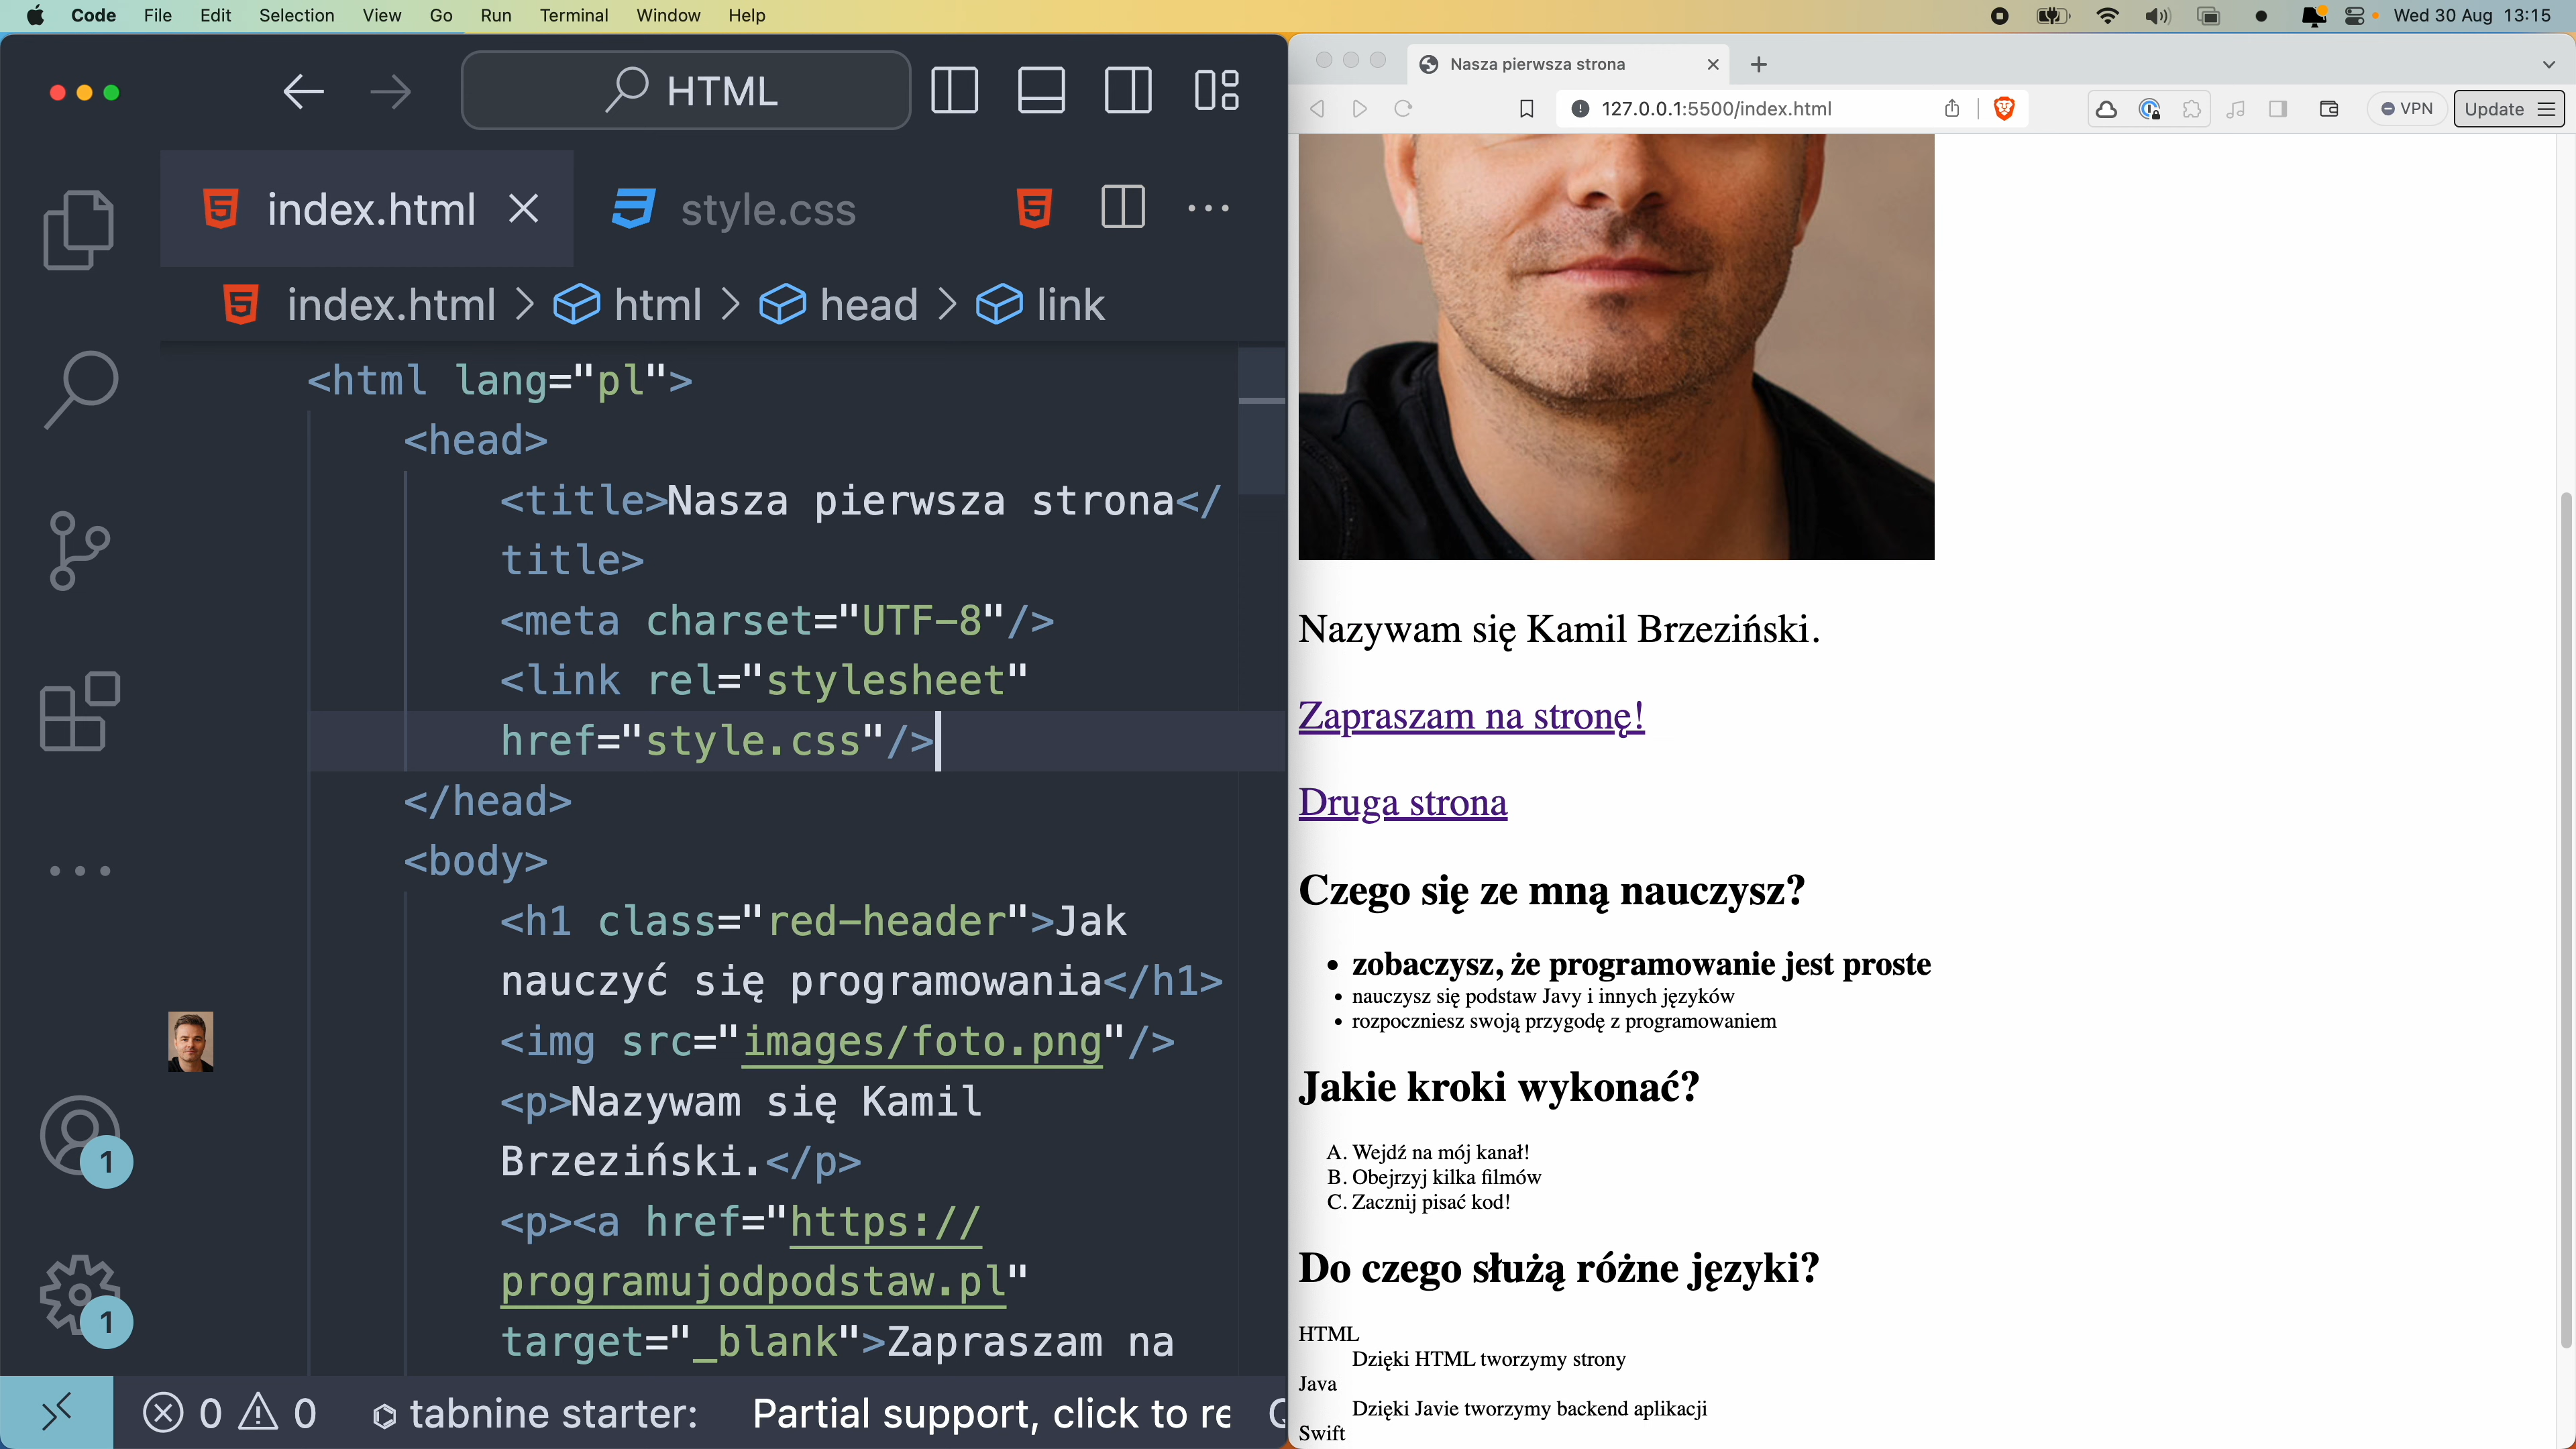 Code File Edit Selection View Go Run Terminal Window Help
Wed 30 Aug 13:15
HTML
index.html
style.css
index.html > html > head > link
<html lang="pl">
<head>
<title>Nasza pierwsza strona</
title>
<meta charset="UTF-8"/>
<link rel="stylesheet"
href="style.css"/>
</head>
<body>
<h1 class="red-header">Jak
nauczyć się programowania</h1>
<img src="images/foto.png"/>
<p>Nazywam się Kamil
Brzeziński.</p>
<p><a href="https://
programujodpodstaw.pl"
target="_blank">Zapraszam na
1
1
0 0 tabnine starter: Partial support, click to re
Nasza pierwsza strona
127.0.0.1:5500/index.html
VPN
Update
Nazywam się Kamil Brzeziński.
Zapraszam na stronę!
Druga strona
Czego się ze mną nauczysz?
• zobaczysz, że programowanie jest proste
• nauczysz się podstaw Javy i innych języków
• rozpoczniesz swoją przygodę z programowaniem
Jakie kroki wykonać?
A. Wejdź na mój kanał!
B. Obejrzyj kilka filmów
C. Zacznij pisać kod!
Do czego służą różne języki?
HTML
Dzięki HTML tworzymy strony
Java
Dzięki Javie tworzymy backend aplikacji
Swift